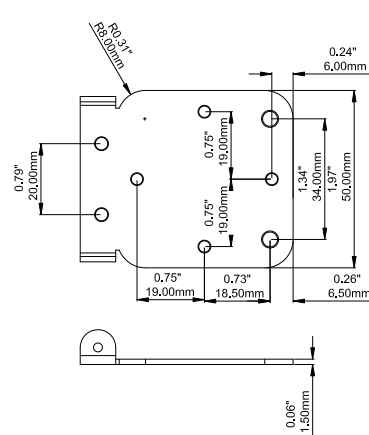 R0.31"
R8.00mm
0.24"
6.00mm
0.79"
20.00mm
0.75"
19.00mm
0.75"
19.00mm
1.34"
34.00mm
1.97"
50.00mm
0.75"
19.00mm
0.73"
18.50mm
0.26"
6.50mm
0.06"
1.50mm